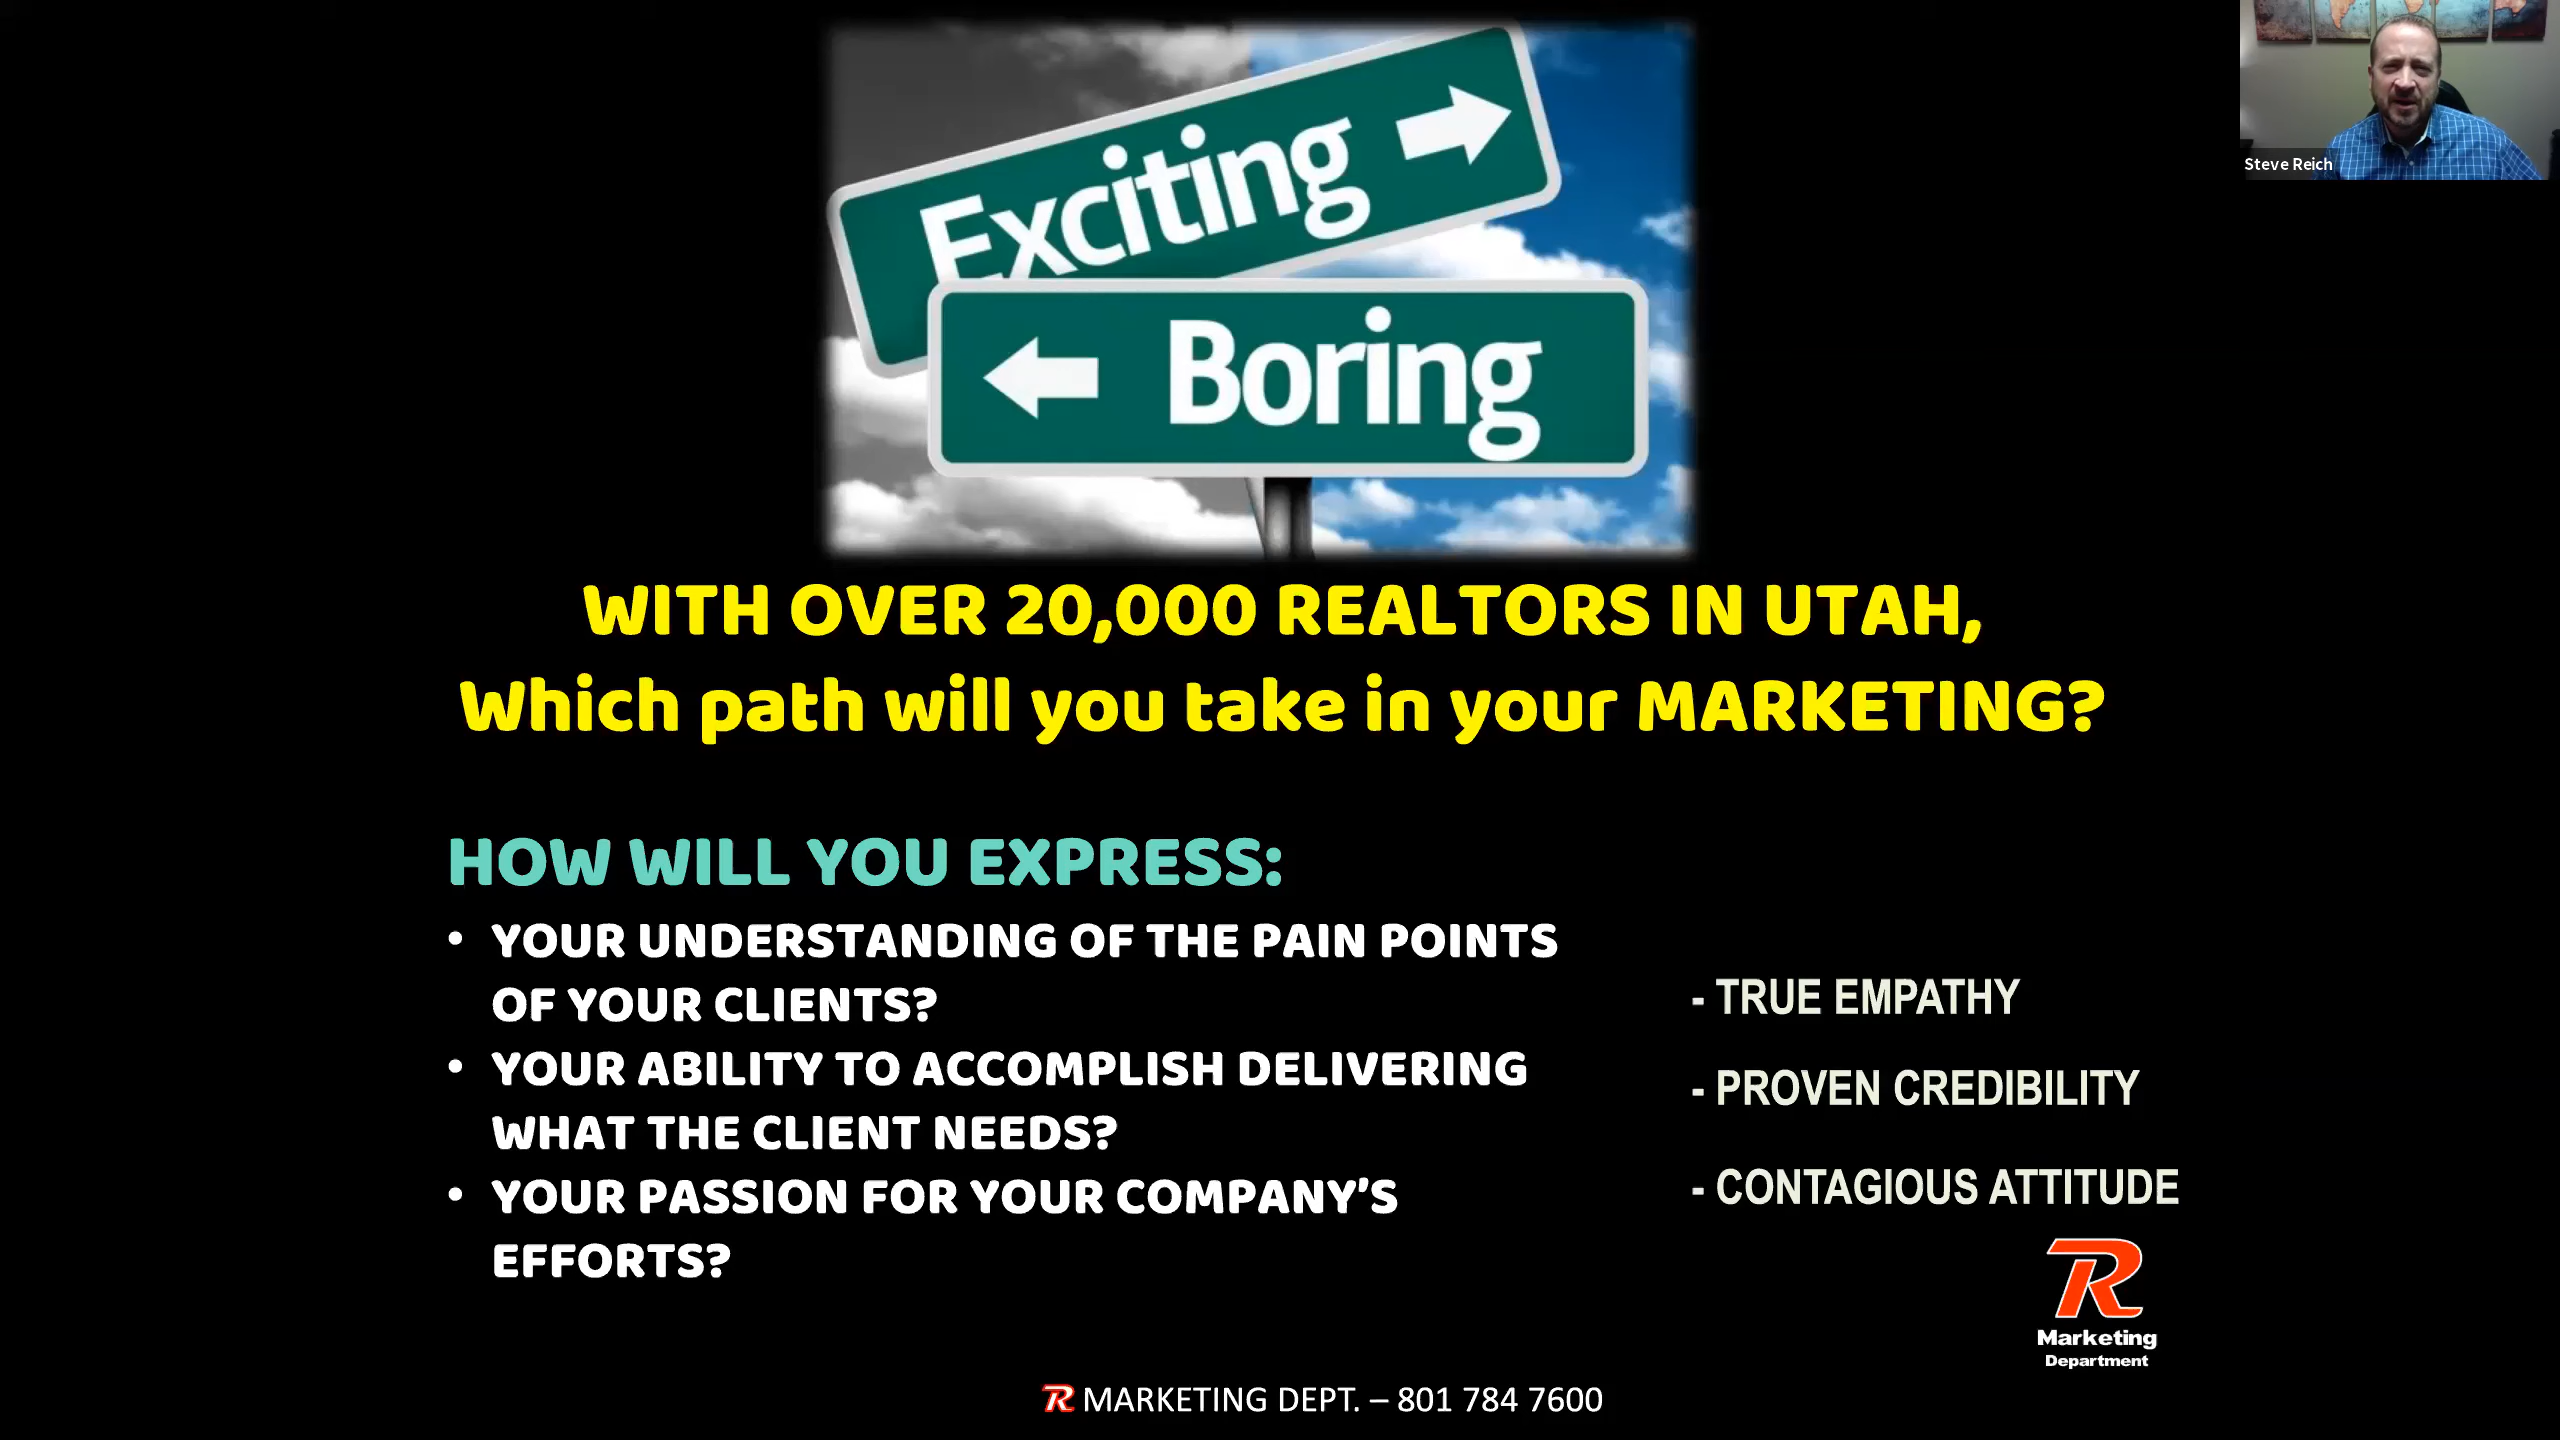 Exciting
Boring
Steve Reich
WITH OVER 20,000 REALTORS IN UTAH,
Which path will you take in your MARKETING?
HOW WILL YOU EXPRESS:
• YOUR UNDERSTANDING OF THE PAIN POINTS
OF YOUR CLIENTS?
• YOUR ABILITY TO ACCOMPLISH DELIVERING
WHAT THE CLIENT NEEDS?
• YOUR PASSION FOR YOUR COMPANY'S
EFFORTS?
- TRUE EMPATHY
- PROVEN CREDIBILITY
- CONTAGIOUS ATTITUDE
R
Marketing
Department
R MARKETING DEPT. – 801 784 7600